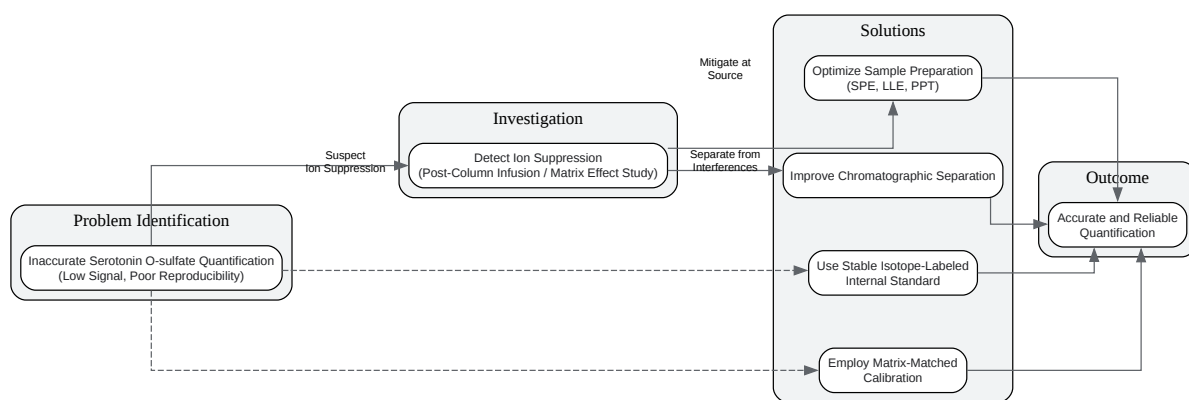 Problem Identification
Inaccurate Serotonin O-sulfate Quantification
(Low Signal, Poor Reproducibility)
Suspect
Ion Suppression
Investigation
Detect Ion Suppression
(Post-Column Infusion / Matrix Effect Study)
Mitigate at
Source
Separate from
Interferences
Solutions
Optimize Sample Preparation
(SPE, LLE, PPT)
Improve Chromatographic Separation
Use Stable Isotope-Labeled
Internal Standard
Employ Matrix-Matched
Calibration
Outcome
Accurate and Reliable
Quantification